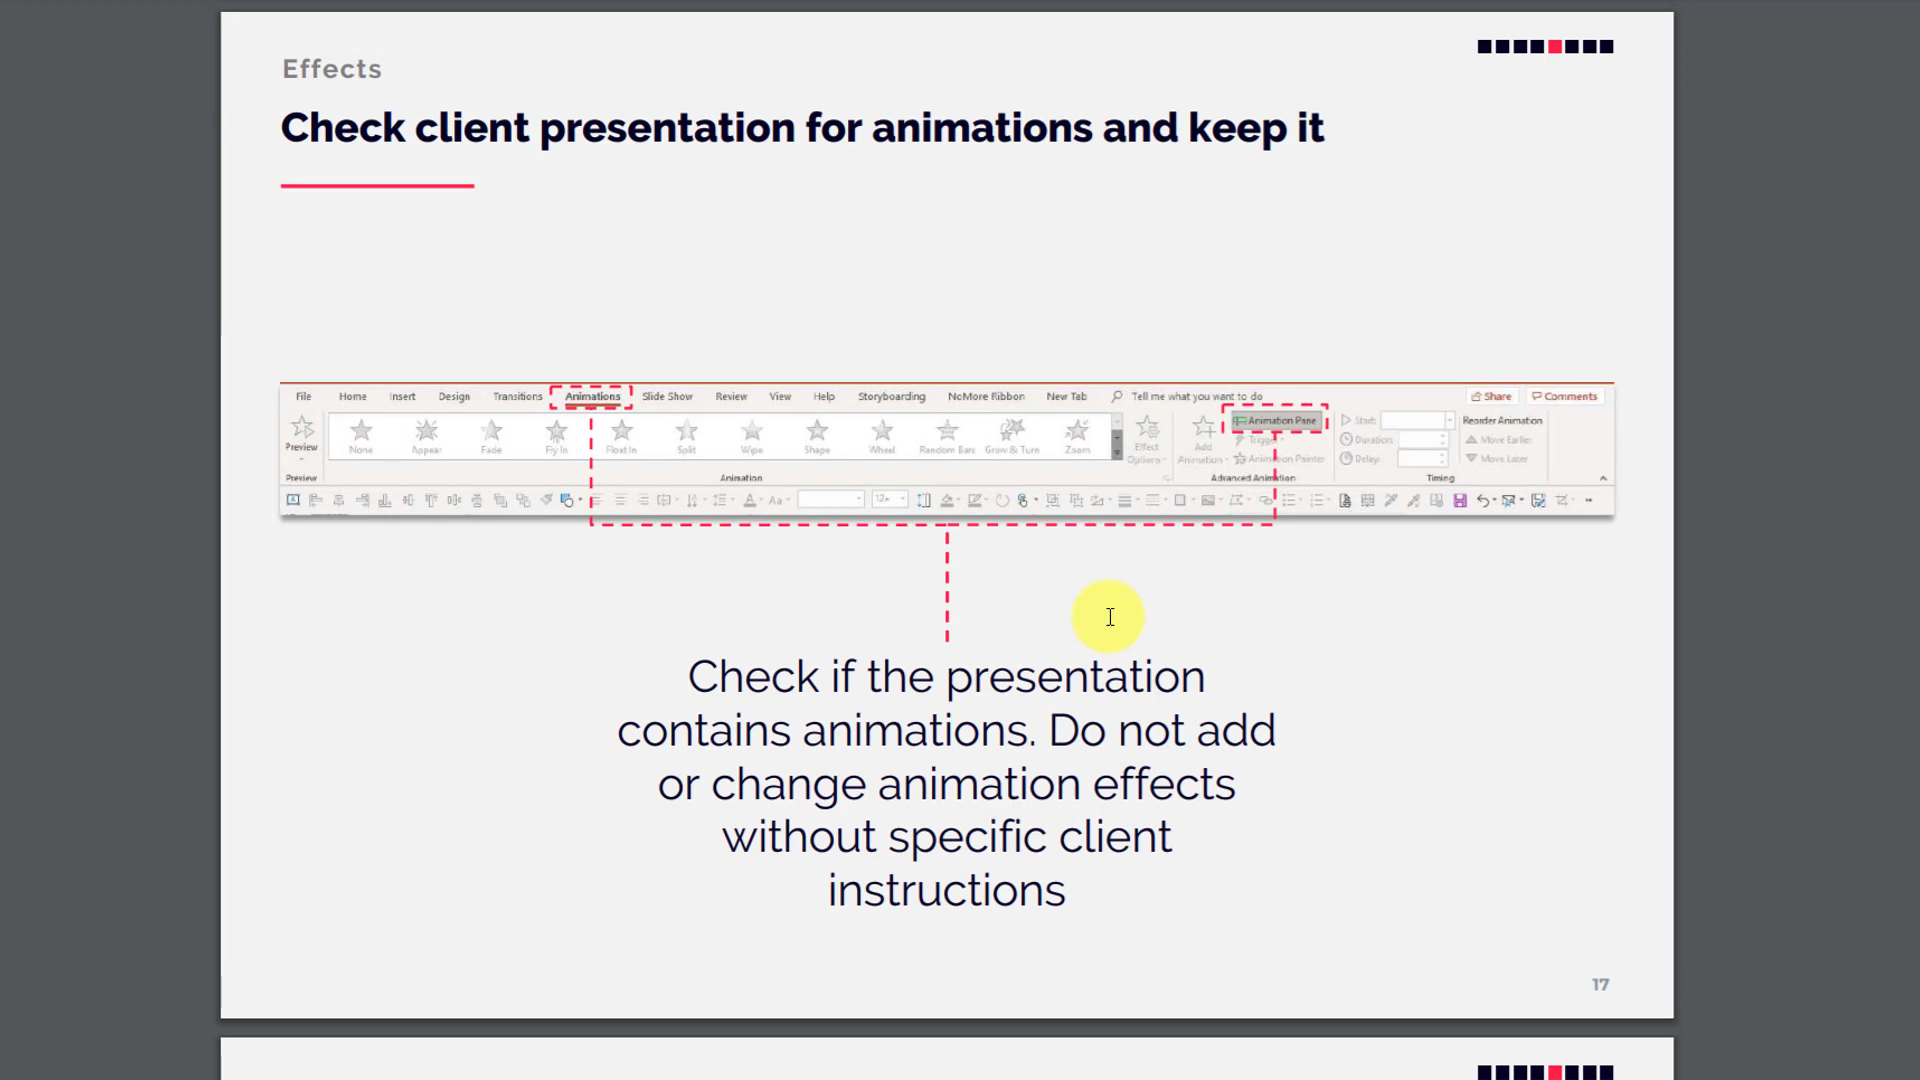 Effects
Check client presentation for animations and keep it
File Home Insert Design Transitions Animations Slide Show Review View Help Storyboarding NoMore Ribbon New Tab Tell me what you want to do Share Comments
Preview
None Appear Fade Fly In Float In Split Wipe Shape Wheel Random Bars Grow & Turn Zoom
Effect Options
Add Animation
Animation Pane
Trigger
Animation Painter
Start:
Duration:
Delay:
Reorder Animation
Move Earlier
Move Later
Preview Animation Advanced Animation Timing
Aa 12+
Check if the presentation
contains animations. Do not add
or change animation effects
without specific client
instructions
17